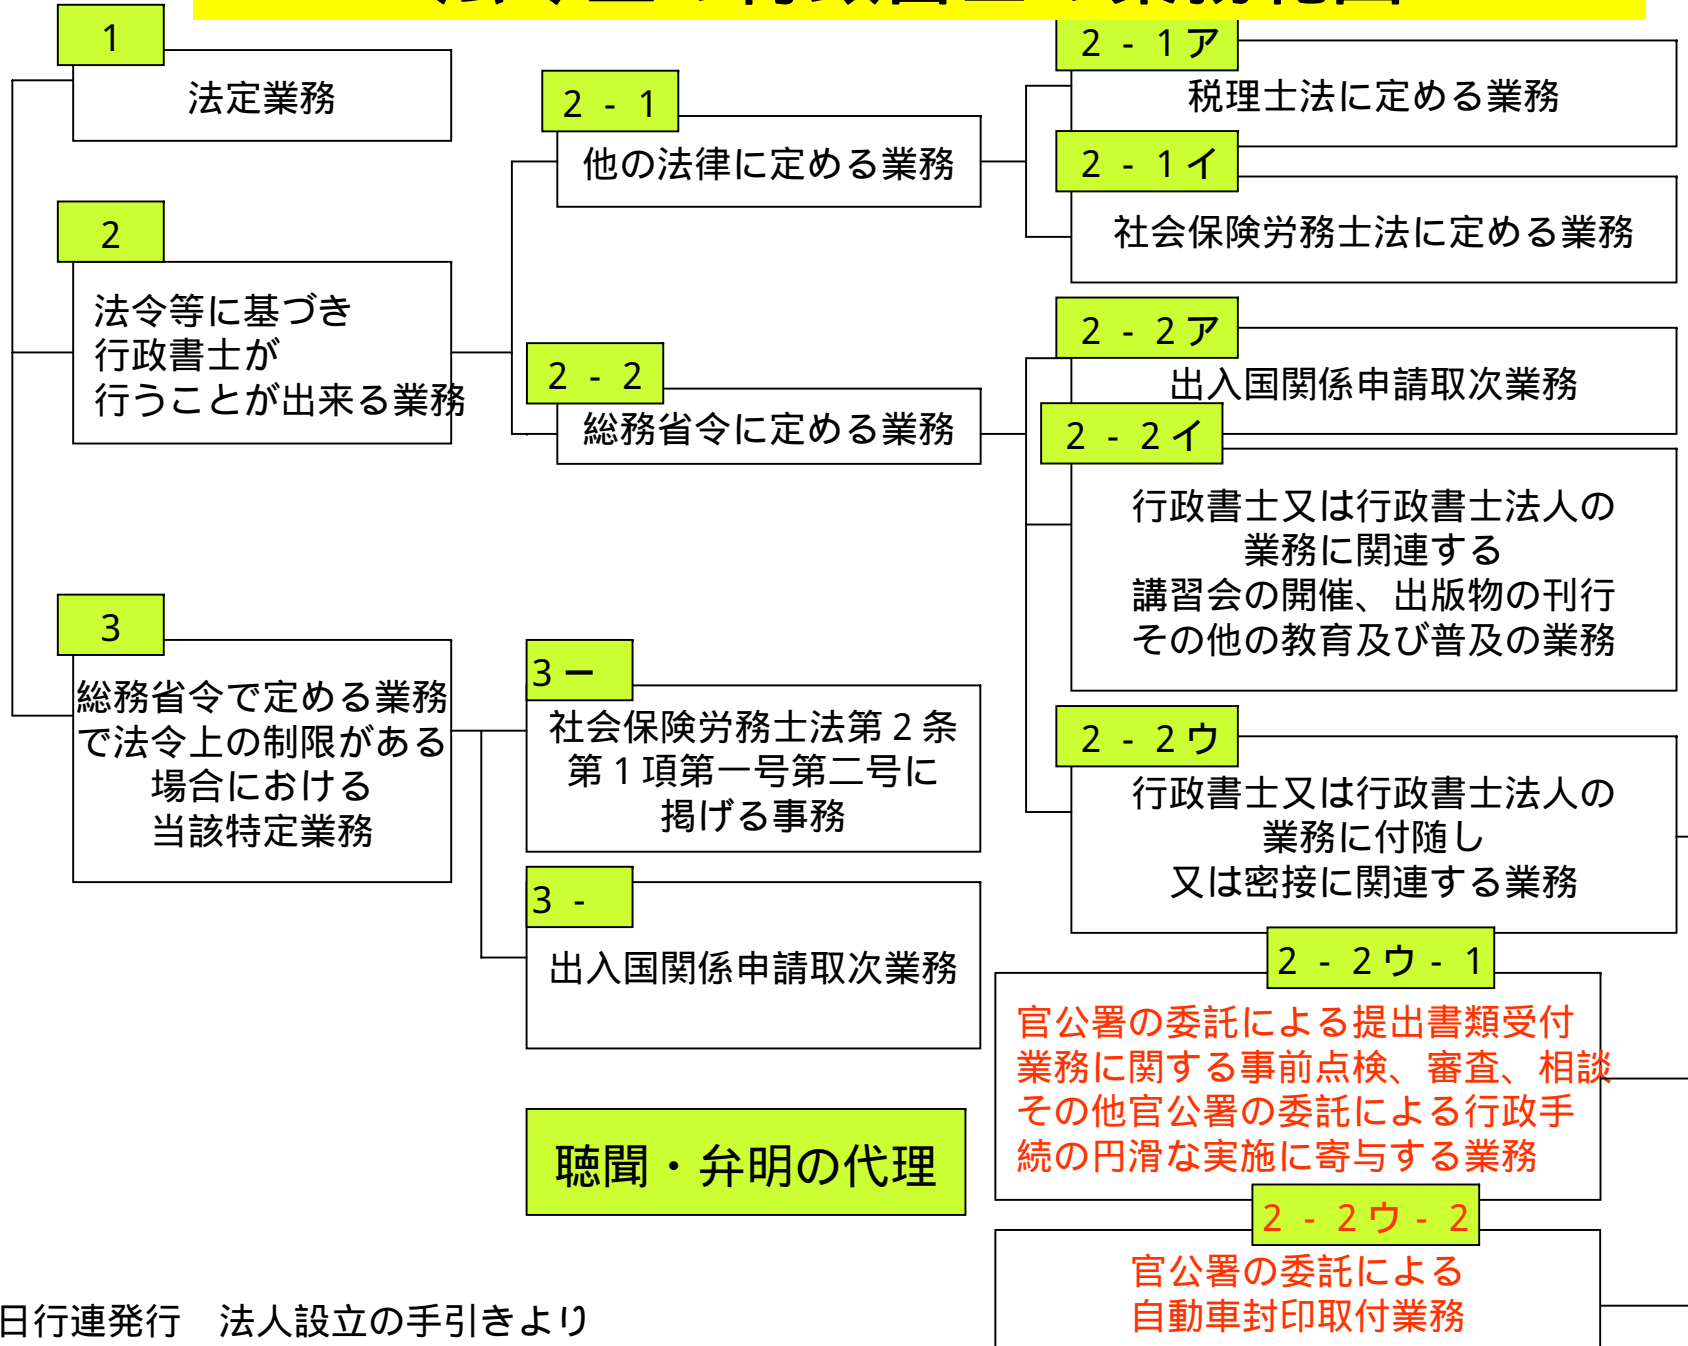 1
法定業務
2
法令等に基づき
行政書士が
行うことが出来る業務
3
総務省令で定める業務
で法令上の制限がある
場合における
当該特定業務
2 - 1
他の法律に定める業務
2 - 2
総務省令に定める業務
3 ー
社会保険労務士法第２条
第１項第一号第二号に
掲げる事務
3 -
出入国関係申請取次業務
聴聞・弁明の代理
2 - 1 ア
税理士法に定める業務
2 - 1 イ
社会保険労務士法に定める業務
2 - 2 ア
出入国関係申請取次業務
2 - 2 イ
行政書士又は行政書士法人の
業務に関連する
講習会の開催、出版物の刊行
その他の教育及び普及の業務
2 - 2 ウ
行政書士又は行政書士法人の
業務に付随し
又は密接に関連する業務
2 - 2 ウ - 1
官公署の委託による提出書類受付
業務に関する事前点検、審査、相談
その他官公署の委託による行政手
続の円滑な実施に寄与する業務
2 - 2 ウ - 2
官公署の委託による
自動車封印取付業務
日行連発行　法人設立の手引きより